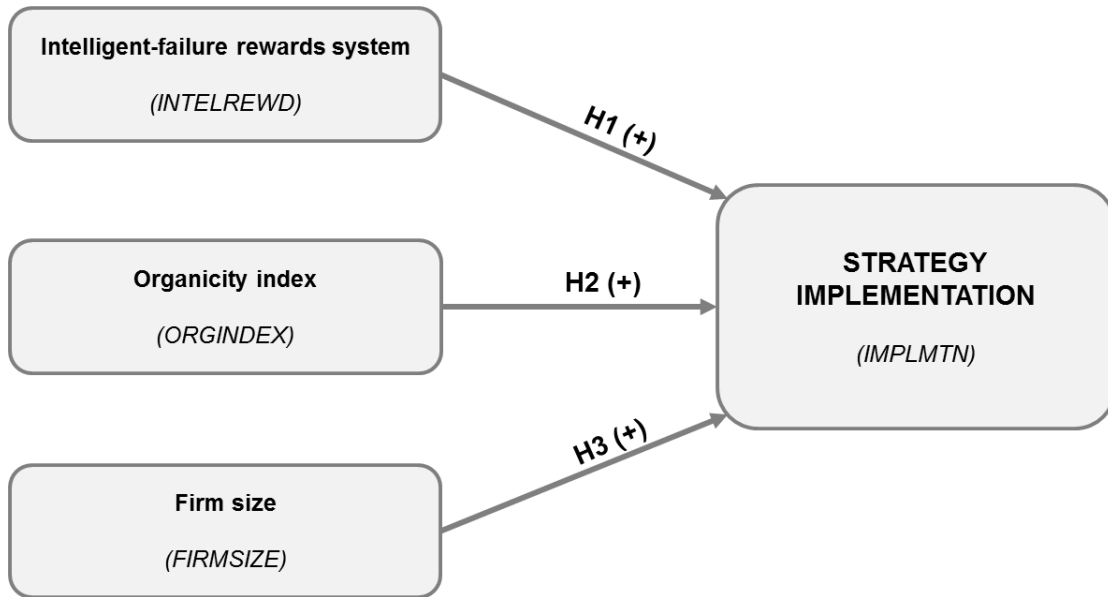 Intelligent-failure rewards system
(INTELREWD)
H1 (+)
Organicity index
(ORGINDEX)
H2 (+)
STRATEGY
IMPLEMENTATION
(IMPLMTN)
H3 (+)
Firm size
(FIRMSIZE)